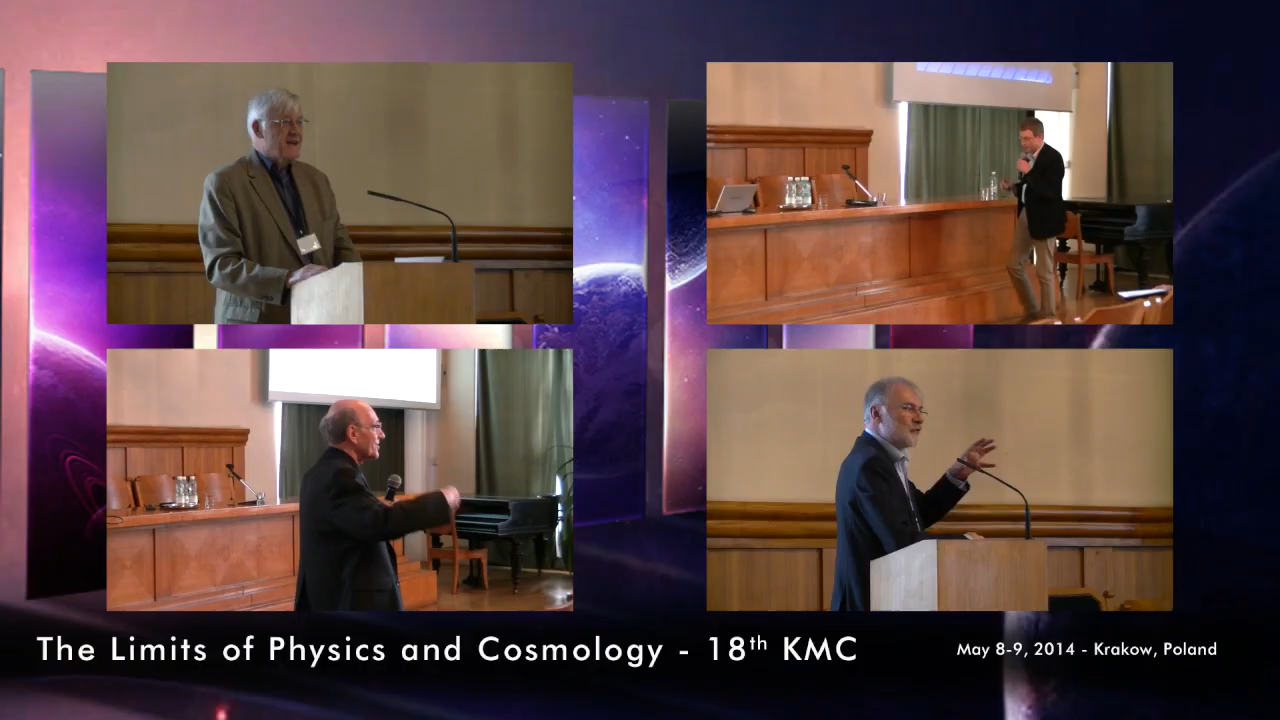 The Limits of Physics and Cosmology - 18th KMC
May 8-9, 2014 - Krakow, Poland